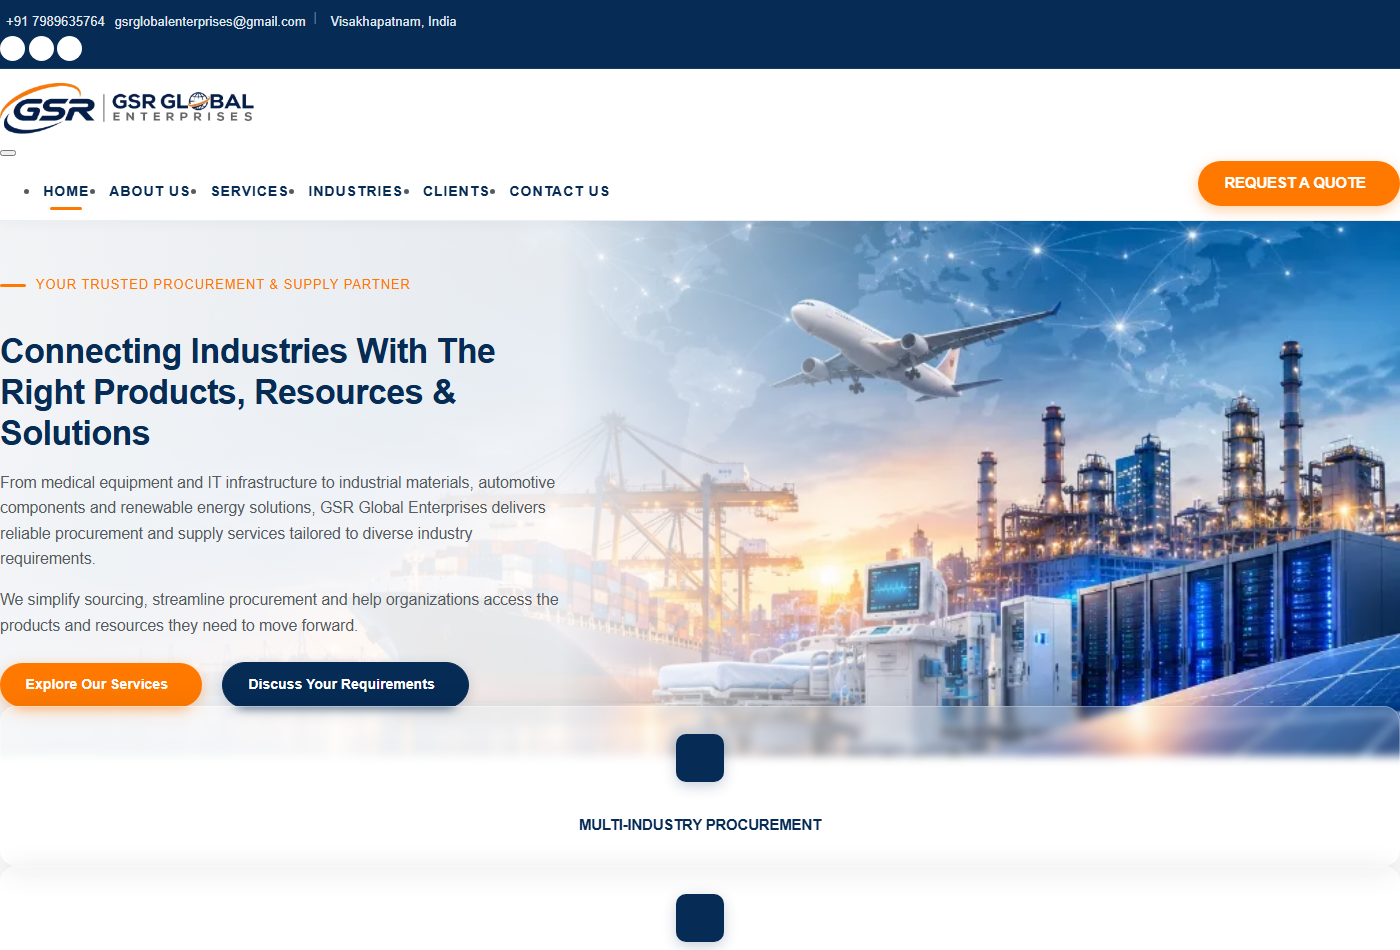 +91 7989635764 gsrglobalenterprises@gmail.com Visakhapatnam, India
GSR GSR GLOBAL
ENTERPRISES
HOME ABOUT US SERVICES INDUSTRIES CLIENTS CONTACT US
REQUEST A QUOTE
YOUR TRUSTED PROCUREMENT & SUPPLY PARTNER
Connecting Industries With The
Right Products, Resources &
Solutions
From medical equipment and IT infrastructure to industrial materials, automotive
components and renewable energy solutions, GSR Global Enterprises delivers
reliable procurement and supply services tailored to diverse industry
requirements.
We simplify sourcing, streamline procurement and help organizations access the
products and resources they need to move forward.
Explore Our Services Discuss Your Requirements
MULTI-INDUSTRY PROCUREMENT